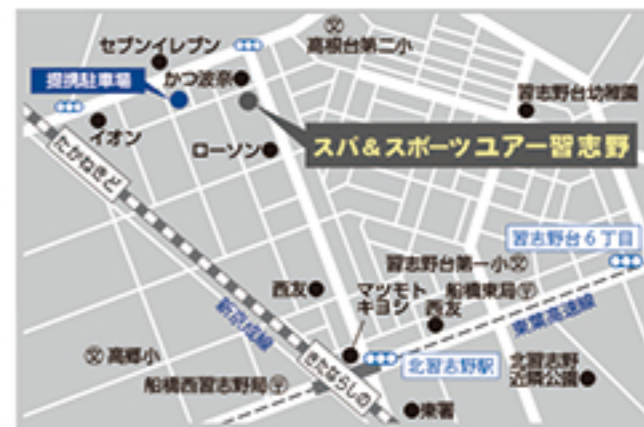 セブンイレブン
高根台第二小
かつ波奈
提携駐車場
習志野台幼稚園
イオン
ローソン
スパ&スポーツユアー習志野
たかねきど
習志野台6丁目
習志野台第一小
西友
マツモト
キヨシ
船橋東局
西友
東葉高速線
新京成線
高郷小
きたならしの
北習志野駅
北習志野
近隣公園
船橋西習志野局
東署